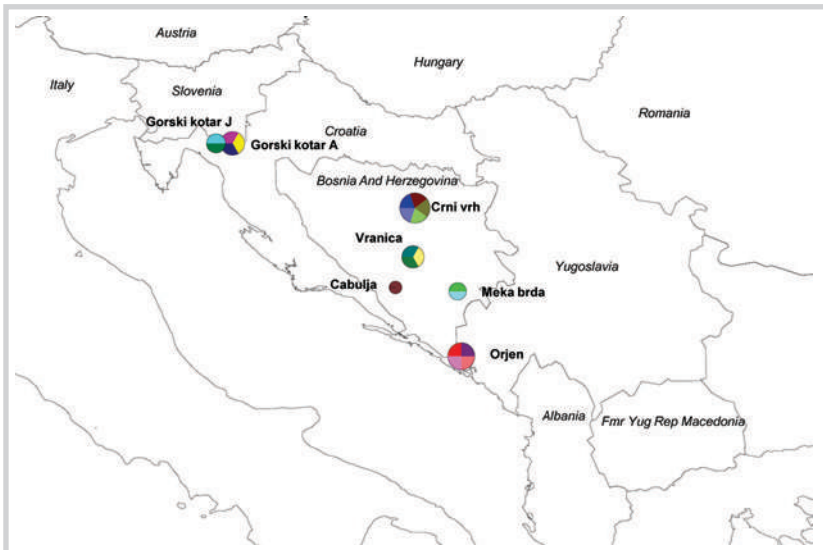 Austria
Hungary
Italy
Slovenia
Romania
Gorski kotar J
Croatia
Gorski kotar A
Bosnia And Herzegovina
Crni vrh
Vranica
Yugoslavia
Cabulja
Meka brda
Orjen
Albania
Fmr Yug Rep Macedonia